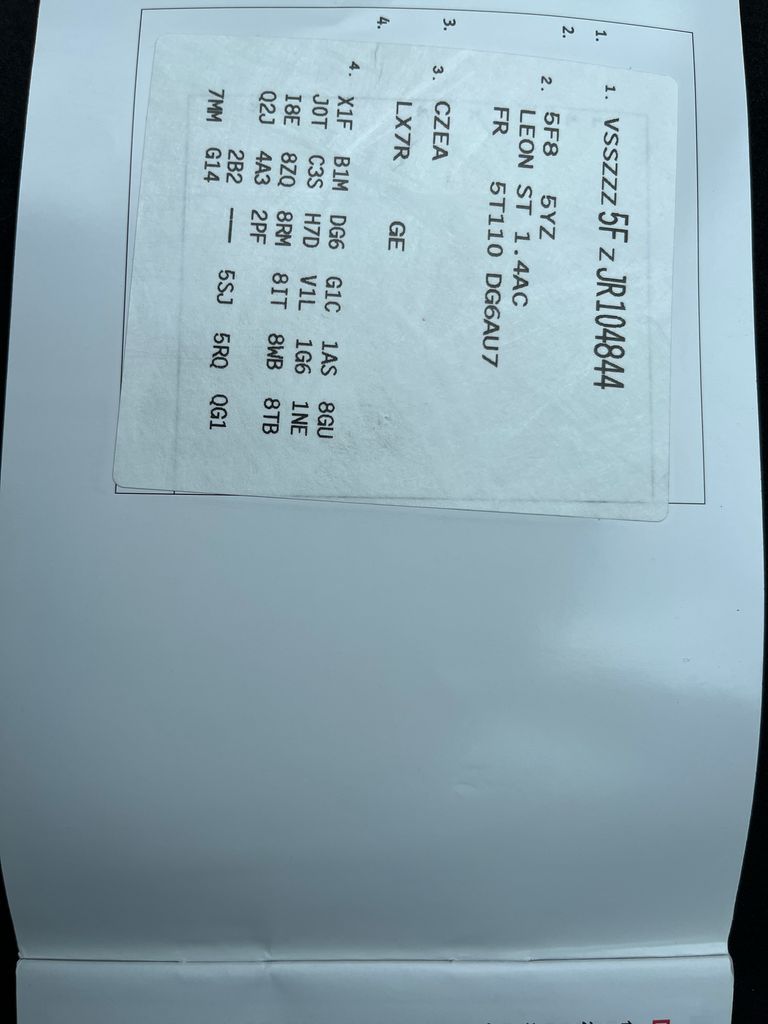 1.
2.
3.
4.
1. VSSZZZ5FZJR104844
2. 5F8 5YZ
LEON ST 1.4AC
FR 5T110 DG6AU7
3. CZEA
LX7R GE
4. X1F B1M DG6 G1C 1AS 8GU
J0T C3S H7D V1L 1G6 1NE
I8E 8ZQ 8RM 8IT 8WB 8TB
Q2J 4A3 2PF
2B2 —— 5SJ 5RQ QG1
7MM G14